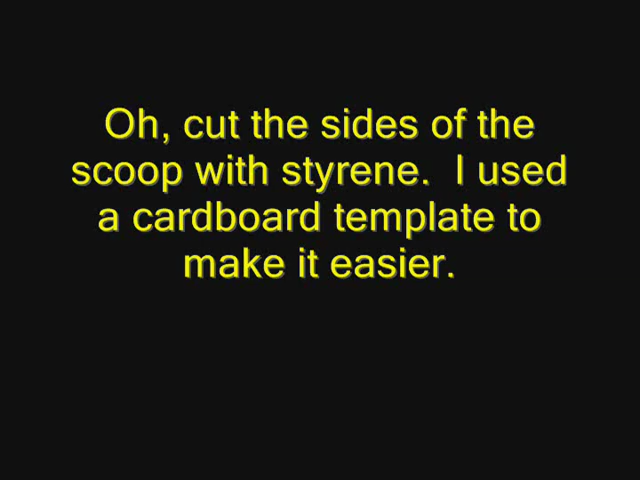 Oh, cut the sides of the
scoop with styrene.  I used
a cardboard template to
make it easier.